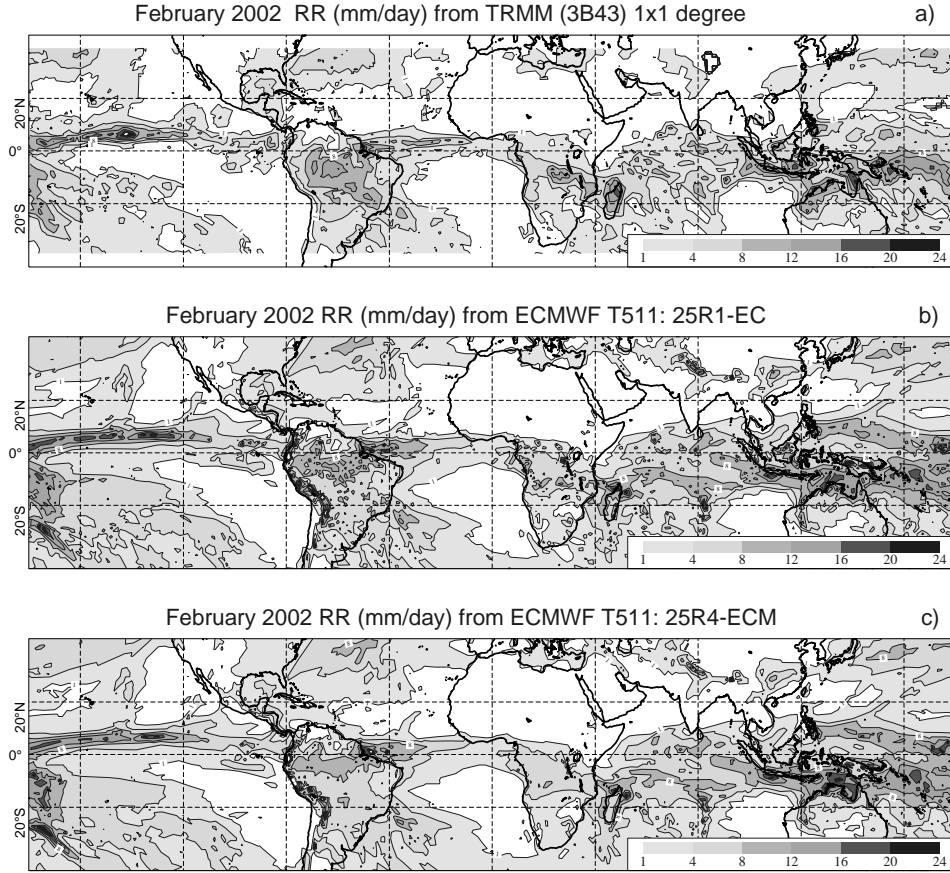 February 2002 RR (mm/day) from TRMM (3B43) 1x1 degree a)
20°N
0°
20°S
1 4 8 12 16 20 24
February 2002 RR (mm/day) from ECMWF T511: 25R1-EC b)
20°N
0°
20°S
1 4 8 12 16 20 24
February 2002 RR (mm/day) from ECMWF T511: 25R4-ECM c)
20°N
0°
20°S
1 4 8 12 16 20 24